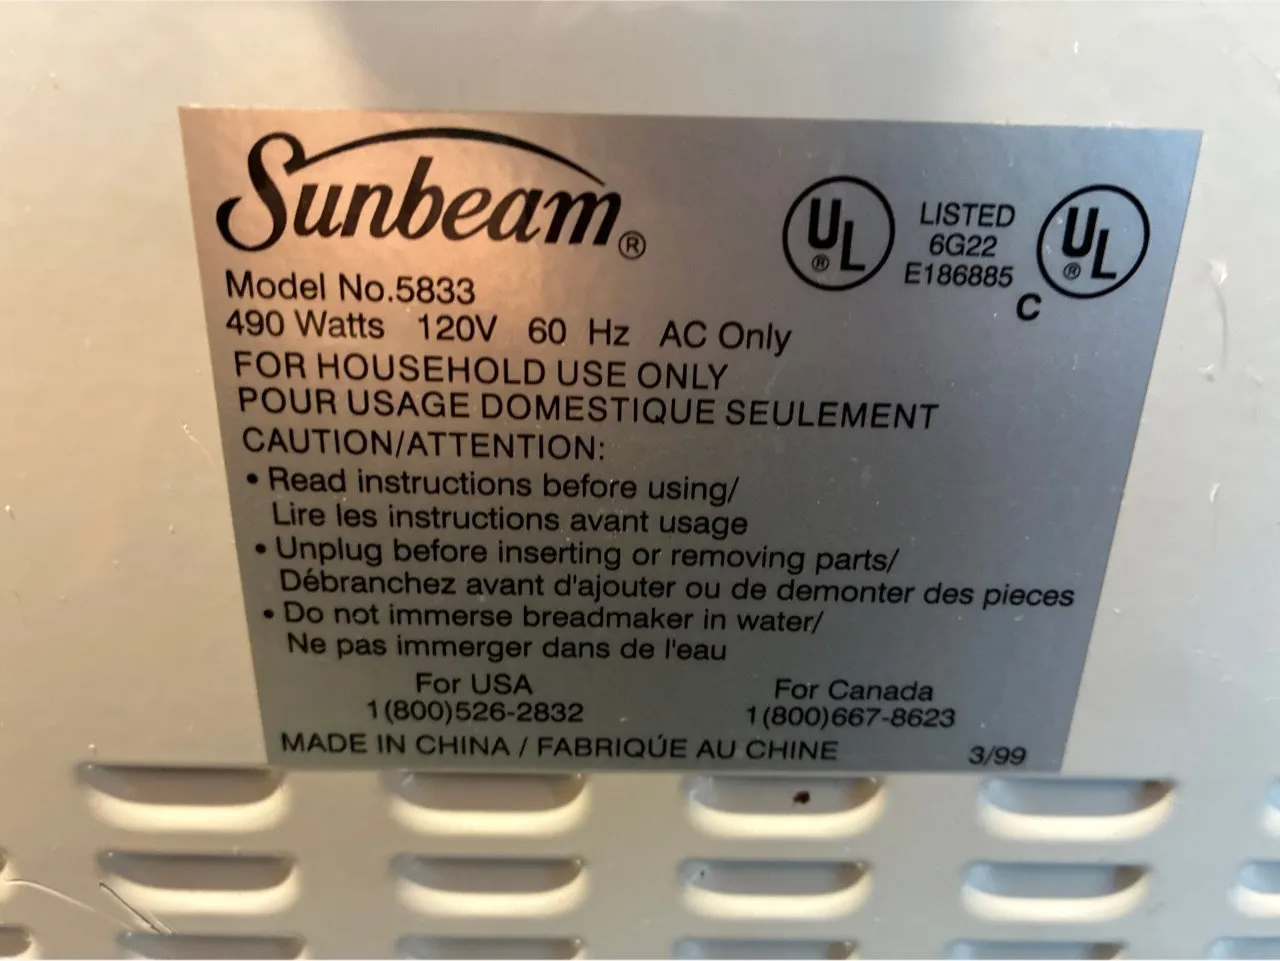 Sunbeam®
UL® LISTED 6G22 E186885 C UL®
Model No.5833
490 Watts 120V 60 Hz AC Only
FOR HOUSEHOLD USE ONLY
POUR USAGE DOMESTIQUE SEULEMENT
CAUTION/ATTENTION:
• Read instructions before using/
Lire les instructions avant usage
• Unplug before inserting or removing parts/
Débranchez avant d'ajouter ou de demonter des pieces
• Do not immerse breadmaker in water/
Ne pas immerger dans de l'eau
For USA
1(800)526-2832
For Canada
1(800)667-8623
MADE IN CHINA / FABRIQÚE AU CHINE 3/99